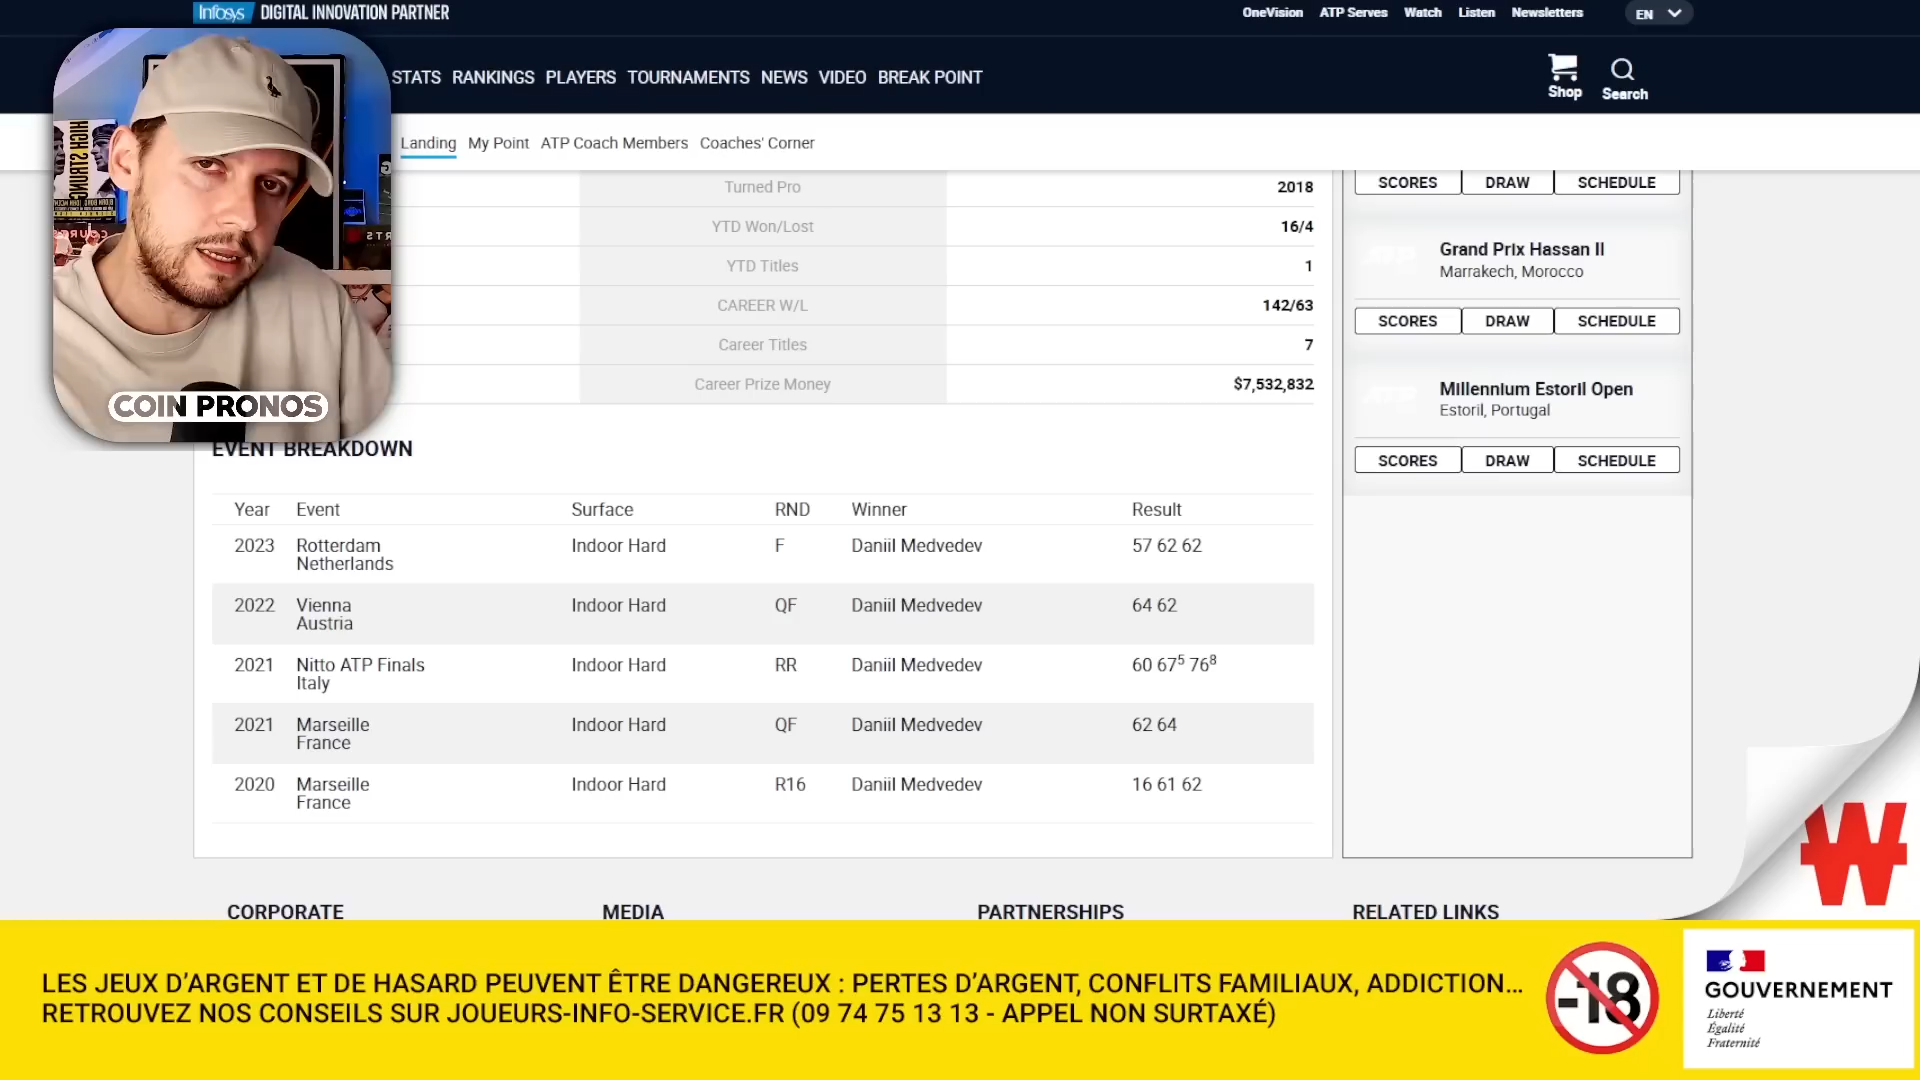 Infosys DIGITAL INNOVATION PARTNER
OneVision ATP Serves Watch Listen Newsletters EN
STATS RANKINGS PLAYERS TOURNAMENTS NEWS VIDEO BREAK POINT
Shop Search
Landing My Point ATP Coach Members Coaches' Corner
Turned Pro 2018
YTD Won/Lost 16/4
YTD Titles 1
CAREER W/L 142/63
Career Titles 7
Career Prize Money $7,532,832
SCORES DRAW SCHEDULE
Grand Prix Hassan II
Marrakech, Morocco
SCORES DRAW SCHEDULE
Millennium Estoril Open
Estoril, Portugal
SCORES DRAW SCHEDULE
HIGH STRUNG
COIN PRONOS
EVENT BREAKDOWN
Year Event Surface RND Winner Result
2023 Rotterdam Indoor Hard F Daniil Medvedev 57 62 62
Netherlands
2022 Vienna Indoor Hard QF Daniil Medvedev 64 62
Austria
2021 Nitto ATP Finals Indoor Hard RR Daniil Medvedev 60 67⁵ 76⁸
Italy
2021 Marseille Indoor Hard QF Daniil Medvedev 62 64
France
2020 Marseille Indoor Hard R16 Daniil Medvedev 16 61 62
France
CORPORATE MEDIA PARTNERSHIPS RELATED LINKS
W
LES JEUX D'ARGENT ET DE HASARD PEUVENT ÊTRE DANGEREUX : PERTES D'ARGENT, CONFLITS FAMILIAUX, ADDICTION...
RETROUVEZ NOS CONSEILS SUR JOUEURS-INFO-SERVICE.FR (09 74 75 13 13 - APPEL NON SURTAXÉ)
-18
GOUVERNEMENT
Liberté
Égalité
Fraternité